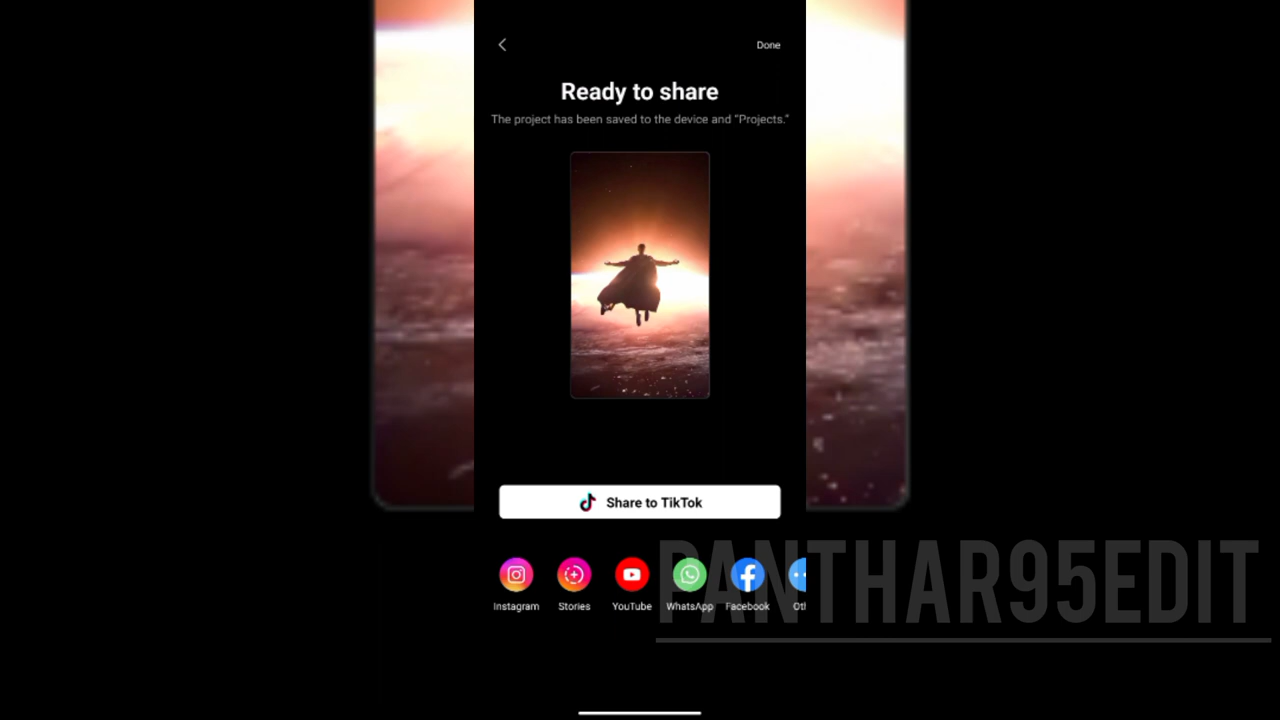 Done
Ready to share
The project has been saved to the device and “Projects.”
Share to TikTok
Instagram Stories YouTube WhatsApp Facebook
PANTHAR95EDIT